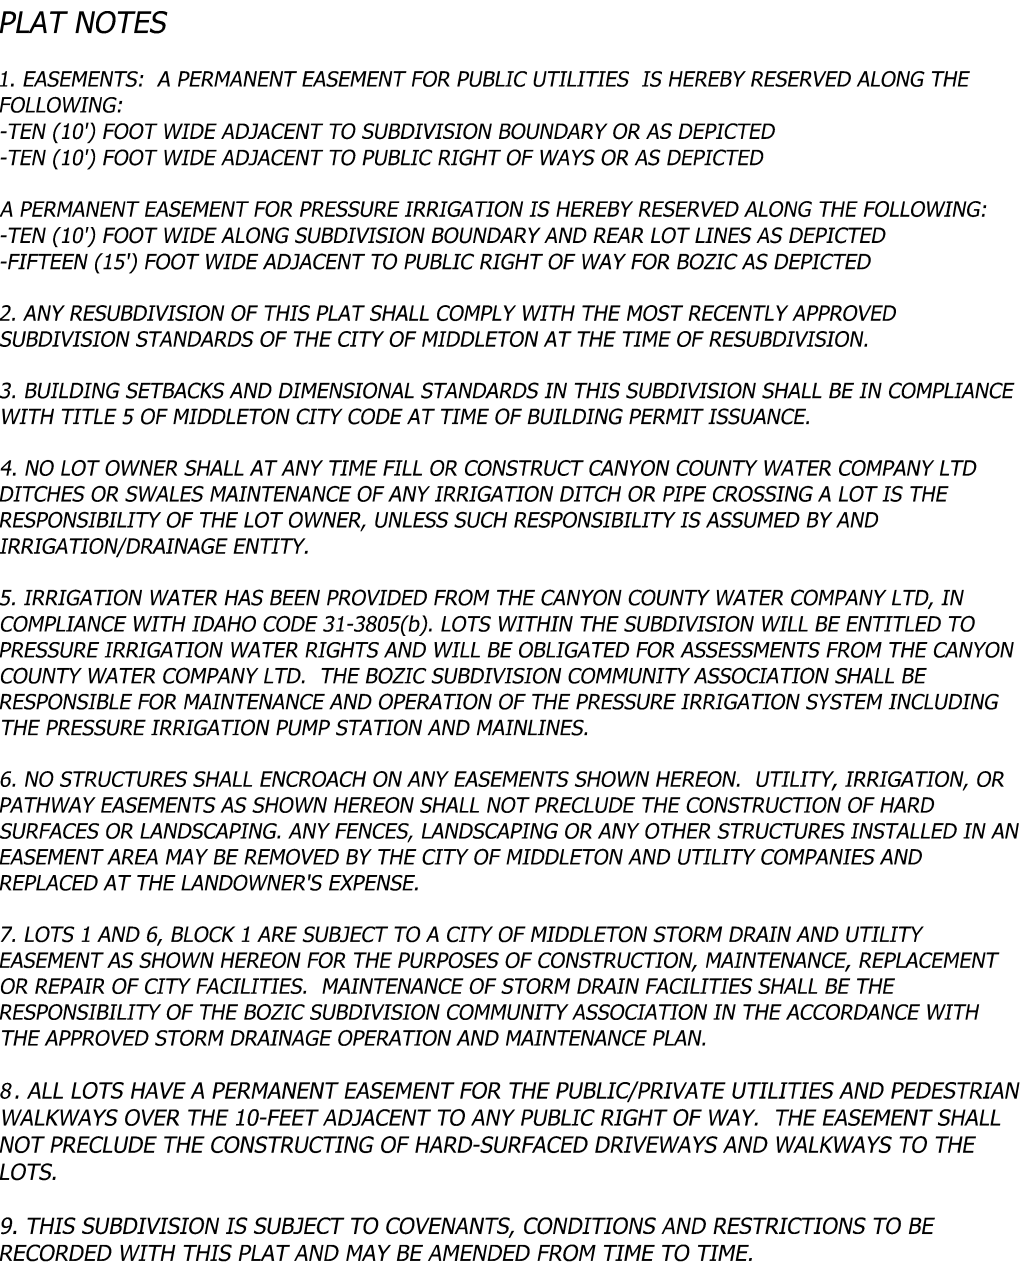 PLAT NOTES
1. EASEMENTS:  A PERMANENT EASEMENT FOR PUBLIC UTILITIES  IS HEREBY RESERVED ALONG THE
FOLLOWING:
-TEN (10') FOOT WIDE ADJACENT TO SUBDIVISION BOUNDARY OR AS DEPICTED
-TEN (10') FOOT WIDE ADJACENT TO PUBLIC RIGHT OF WAYS OR AS DEPICTED
A PERMANENT EASEMENT FOR PRESSURE IRRIGATION IS HEREBY RESERVED ALONG THE FOLLOWING:
-TEN (10') FOOT WIDE ALONG SUBDIVISION BOUNDARY AND REAR LOT LINES AS DEPICTED
-FIFTEEN (15') FOOT WIDE ADJACENT TO PUBLIC RIGHT OF WAY FOR BOZIC AS DEPICTED
2. ANY RESUBDIVISION OF THIS PLAT SHALL COMPLY WITH THE MOST RECENTLY APPROVED
SUBDIVISION STANDARDS OF THE CITY OF MIDDLETON AT THE TIME OF RESUBDIVISION.
3. BUILDING SETBACKS AND DIMENSIONAL STANDARDS IN THIS SUBDIVISION SHALL BE IN COMPLIANCE
WITH TITLE 5 OF MIDDLETON CITY CODE AT TIME OF BUILDING PERMIT ISSUANCE.
4. NO LOT OWNER SHALL AT ANY TIME FILL OR CONSTRUCT CANYON COUNTY WATER COMPANY LTD
DITCHES OR SWALES MAINTENANCE OF ANY IRRIGATION DITCH OR PIPE CROSSING A LOT IS THE
RESPONSIBILITY OF THE LOT OWNER, UNLESS SUCH RESPONSIBILITY IS ASSUMED BY AND
IRRIGATION/DRAINAGE ENTITY.
5. IRRIGATION WATER HAS BEEN PROVIDED FROM THE CANYON COUNTY WATER COMPANY LTD, IN
COMPLIANCE WITH IDAHO CODE 31-3805(b). LOTS WITHIN THE SUBDIVISION WILL BE ENTITLED TO
PRESSURE IRRIGATION WATER RIGHTS AND WILL BE OBLIGATED FOR ASSESSMENTS FROM THE CANYON
COUNTY WATER COMPANY LTD.  THE BOZIC SUBDIVISION COMMUNITY ASSOCIATION SHALL BE
RESPONSIBLE FOR MAINTENANCE AND OPERATION OF THE PRESSURE IRRIGATION SYSTEM INCLUDING
THE PRESSURE IRRIGATION PUMP STATION AND MAINLINES.
6. NO STRUCTURES SHALL ENCROACH ON ANY EASEMENTS SHOWN HEREON.  UTILITY, IRRIGATION, OR
PATHWAY EASEMENTS AS SHOWN HEREON SHALL NOT PRECLUDE THE CONSTRUCTION OF HARD
SURFACES OR LANDSCAPING. ANY FENCES, LANDSCAPING OR ANY OTHER STRUCTURES INSTALLED IN AN
EASEMENT AREA MAY BE REMOVED BY THE CITY OF MIDDLETON AND UTILITY COMPANIES AND
REPLACED AT THE LANDOWNER'S EXPENSE.
7. LOTS 1 AND 6, BLOCK 1 ARE SUBJECT TO A CITY OF MIDDLETON STORM DRAIN AND UTILITY
EASEMENT AS SHOWN HEREON FOR THE PURPOSES OF CONSTRUCTION, MAINTENANCE, REPLACEMENT
OR REPAIR OF CITY FACILITIES.  MAINTENANCE OF STORM DRAIN FACILITIES SHALL BE THE
RESPONSIBILITY OF THE BOZIC SUBDIVISION COMMUNITY ASSOCIATION IN THE ACCORDANCE WITH
THE APPROVED STORM DRAINAGE OPERATION AND MAINTENANCE PLAN.
8. ALL LOTS HAVE A PERMANENT EASEMENT FOR THE PUBLIC/PRIVATE UTILITIES AND PEDESTRIAN
WALKWAYS OVER THE 10-FEET ADJACENT TO ANY PUBLIC RIGHT OF WAY.  THE EASEMENT SHALL
NOT PRECLUDE THE CONSTRUCTING OF HARD-SURFACED DRIVEWAYS AND WALKWAYS TO THE
LOTS.
9. THIS SUBDIVISION IS SUBJECT TO COVENANTS, CONDITIONS AND RESTRICTIONS TO BE
RECORDED WITH THIS PLAT AND MAY BE AMENDED FROM TIME TO TIME.